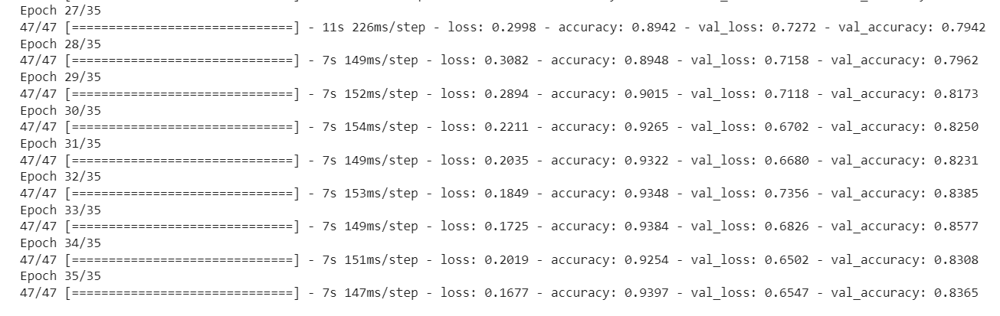 Epoch 27/35
47/47 [==============================] - 11s 226ms/step - loss: 0.2998 - accuracy: 0.8942 - val_loss: 0.7272 - val_accuracy: 0.7942
Epoch 28/35
47/47 [==============================] - 7s 149ms/step - loss: 0.3082 - accuracy: 0.8948 - val_loss: 0.7158 - val_accuracy: 0.7962
Epoch 29/35
47/47 [==============================] - 7s 152ms/step - loss: 0.2894 - accuracy: 0.9015 - val_loss: 0.7118 - val_accuracy: 0.8173
Epoch 30/35
47/47 [==============================] - 7s 154ms/step - loss: 0.2211 - accuracy: 0.9265 - val_loss: 0.6702 - val_accuracy: 0.8250
Epoch 31/35
47/47 [==============================] - 7s 149ms/step - loss: 0.2035 - accuracy: 0.9322 - val_loss: 0.6680 - val_accuracy: 0.8231
Epoch 32/35
47/47 [==============================] - 7s 153ms/step - loss: 0.1849 - accuracy: 0.9348 - val_loss: 0.7356 - val_accuracy: 0.8385
Epoch 33/35
47/47 [==============================] - 7s 149ms/step - loss: 0.1725 - accuracy: 0.9384 - val_loss: 0.6826 - val_accuracy: 0.8577
Epoch 34/35
47/47 [==============================] - 7s 151ms/step - loss: 0.2019 - accuracy: 0.9254 - val_loss: 0.6502 - val_accuracy: 0.8308
Epoch 35/35
47/47 [==============================] - 7s 147ms/step - loss: 0.1677 - accuracy: 0.9397 - val_loss: 0.6547 - val_accuracy: 0.8365